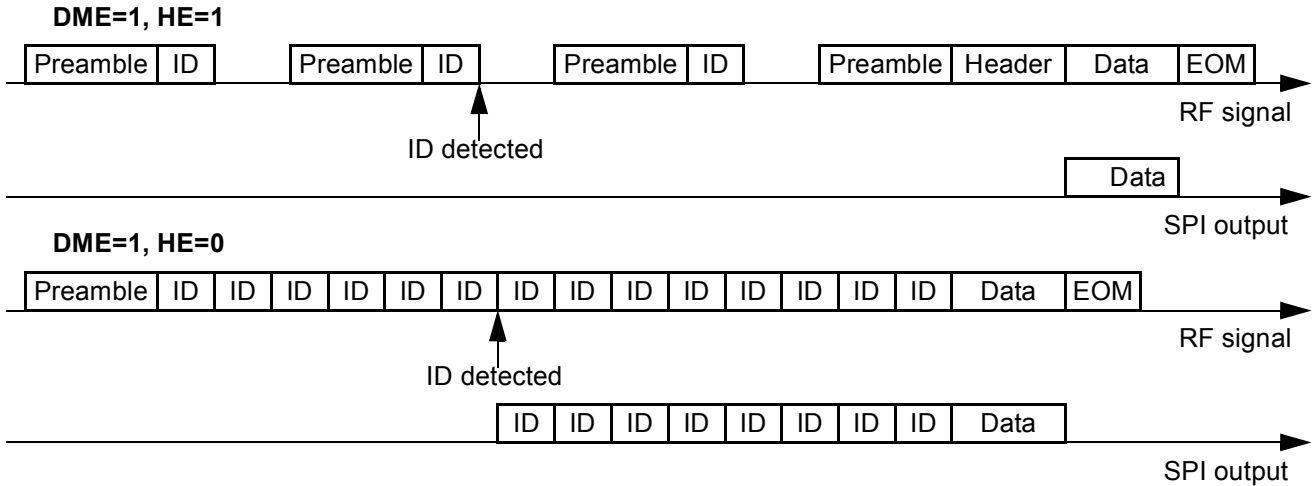 DME=1, HE=1
Preamble ID Preamble ID Preamble ID Preamble Header Data EOM
RF signal
ID detected
Data
SPI output
DME=1, HE=0
Preamble ID ID ID ID ID ID ID ID ID ID ID ID ID ID Data EOM
RF signal
ID detected
ID ID ID ID ID ID ID ID Data
SPI output